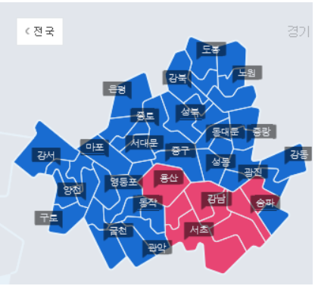 < 전국
경기
도봉
노원
강북
은평
성북
종로
동대문
중랑
서대문
마포
중구
강서
성동
강동
광진
용산
영등포
양천
강남
송파
동작
구로
서초
금천
관악